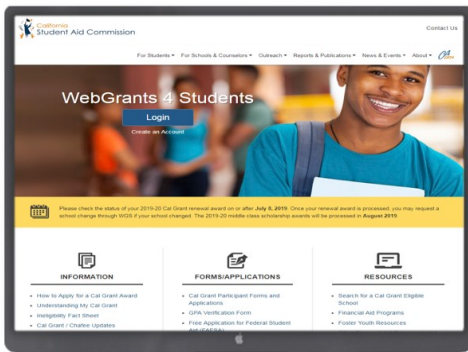 California
Student Aid Commission
Contact Us
For Students
For Schools & Counselors
Outreach
Reports & Publications
News & Events
About
CA
WebGrants 4 Students
Login
Create an Account
Please check the status of your 2019-20 Cal Grant renewal award on or after July 8, 2019. Once your renewal award is processed, you may request a
school change through WGS if your school changed. The 2019-20 middle class scholarship awards will be processed in August 2019.
INFORMATION
• How to Apply for a Cal Grant Award
• Understanding My Cal Grant
• Ineligibility Fact Sheet
• Cal Grant / Chafee Updates
FORMS/APPLICATIONS
• Cal Grant Participant Forms and
Applications
• GPA Verification Form
• Free Application for Federal Student
Aid (FAFSA)
RESOURCES
• Search for a Cal Grant Eligible
School
• Financial Aid Programs
• Foster Youth Resources